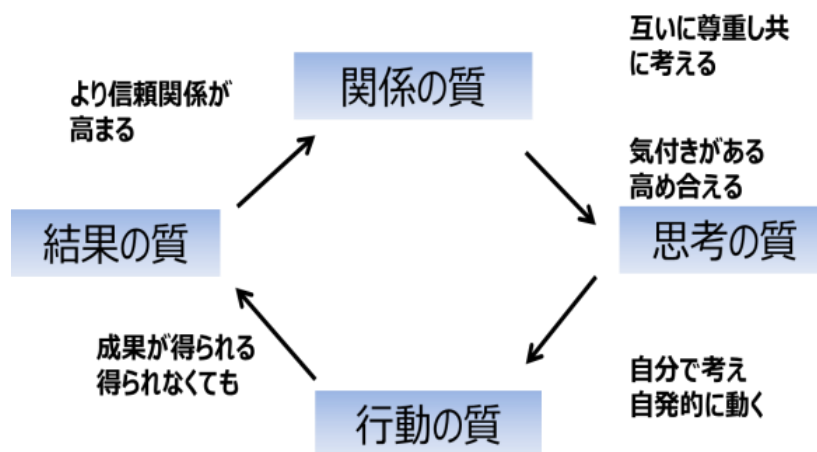 互いに尊重し共
に考える
関係の質
より信頼関係が
高まる
気付きがある
高め合える
結果の質
思考の質
成果が得られる
得られなくても
自分で考え
自発的に動く
行動の質